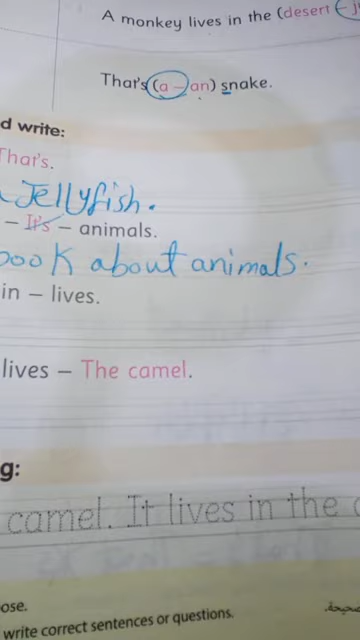 A monkey lives in the (desert –
That's (a – an) snake.
d write:
That's.
Jellyfish.
– It's – animals.
book about animals.
in – lives.
lives – The camel.
g:
camel. It lives in the
ose.
write correct sentences or questions.